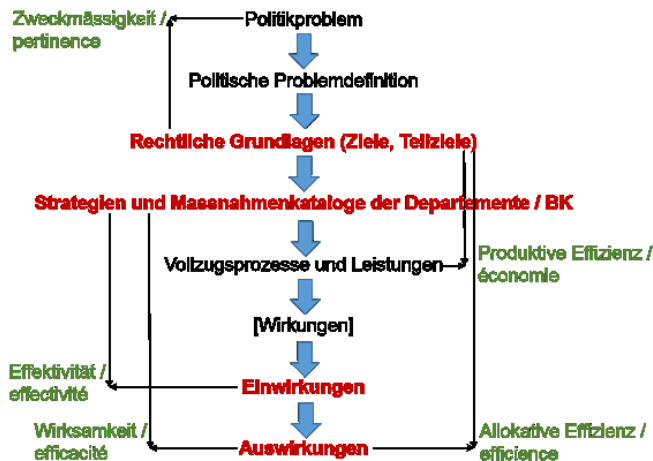 Zweckmässigkeit /
pertinence
Politikproblem
Politische Problemdefinition
Rechtliche Grundlagen (Ziele, Teilziele)
Strategien und Massnahmenkataloge der Departemente / BK
Vollzugsprozesse und Leistungen
Produktive Effizienz /
économie
[Wirkungen]
Effektivität /
effectivité
Einwirkungen
Wirksamkeit /
efficacité
Auswirkungen
Allokative Effizienz /
efficience